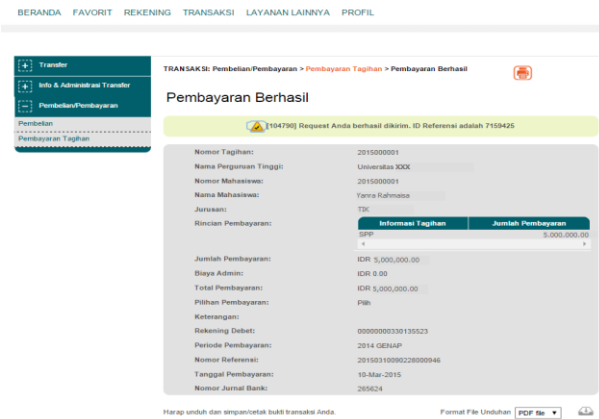 BERANDA FAVORIT REKENING TRANSAKSI LAYANAN LAINNYA PROFIL
[+] Transfer
[+] Info & Administrasi Transfer
[−] Pembelian/Pembayaran
Pembelian
Pembayaran Tagihan
TRANSAKSI: Pembelian/Pembayaran > Pembayaran Tagihan > Pembayaran Berhasil
Pembayaran Berhasil
[104790] Request Anda berhasil dikirim. ID Referensi adalah 7159425
Nomor Tagihan: 2015000001
Nama Perguruan Tinggi: Universitas XXX
Nomor Mahasiswa: 2015000001
Nama Mahasiswa: Yanra Rahmaisa
Jurusan: TIK
Rincian Pembayaran: Informasi Tagihan Jumlah Pembayaran
SPP 5.000.000.00
Jumlah Pembayaran: IDR 5,000,000.00
Biaya Admin: IDR 0.00
Total Pembayaran: IDR 5,000,000.00
Pilihan Pembayaran: Pilih
Keterangan:
Rekening Debet: 00000000330135523
Periode Pembayaran: 2014 GENAP
Nomor Referensi: 20150310090228000946
Tanggal Pembayaran: 10-Mar-2015
Nomor Jurnal Bank: 265624
Harap unduh dan simpan/cetak bukti transaksi Anda. Format File Unduhan PDF file